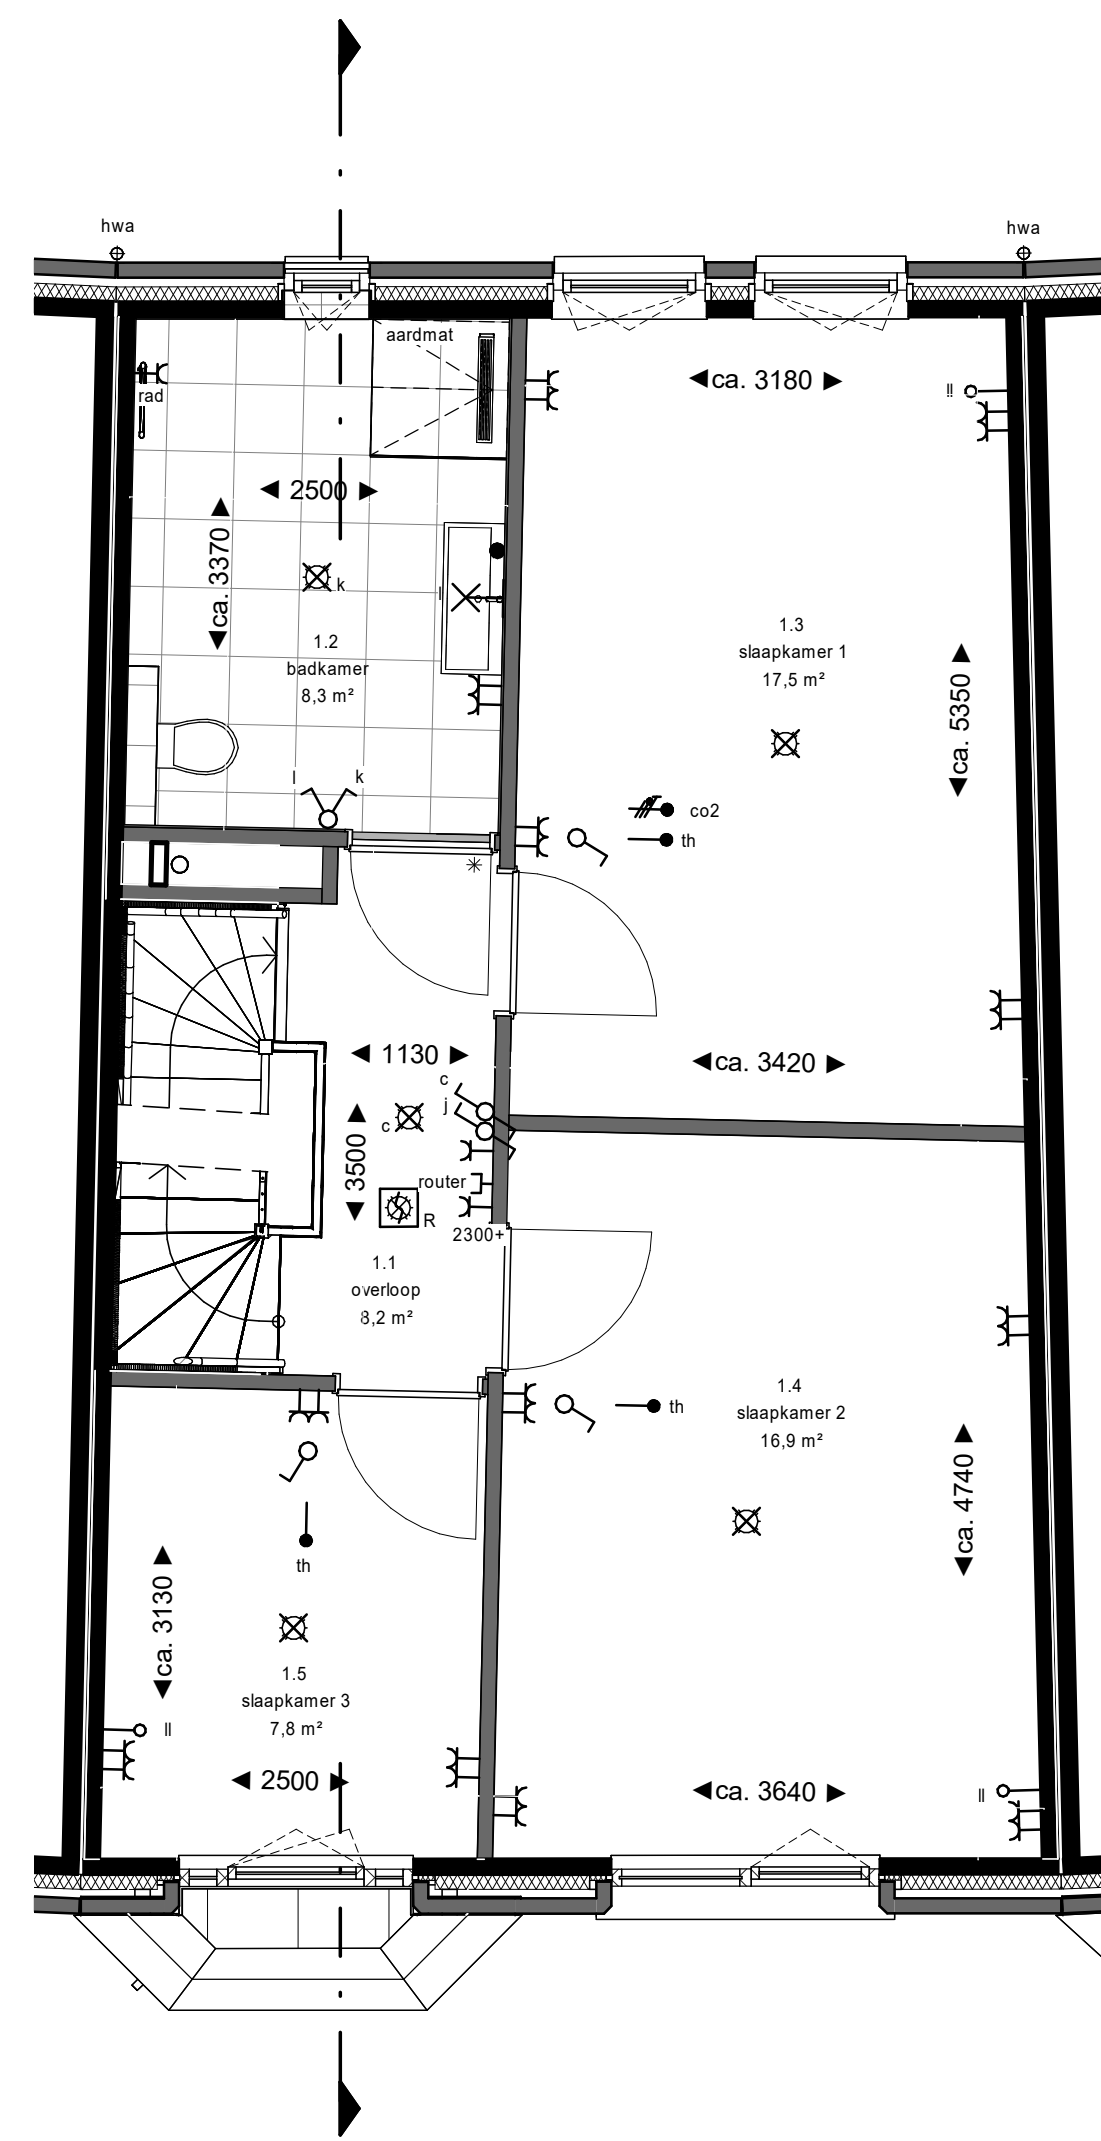 hwa
hwa
aardmat
rad
ca. 3180
ll
2500
ca. 3370
k
l
1.2
badkamer
8,3 m²
1.3
slaapkamer 1
17,5 m²
ca. 5350
l
k
co2
th
1130
ca. 3420
c
j
c
3500
router
R
2300+
1.1
overloop
8,2 m²
th
1.4
slaapkamer 2
16,9 m²
ca. 4740
th
ca. 3130
1.5
slaapkamer 3
7,8 m²
ll
2500
ca. 3640
ll